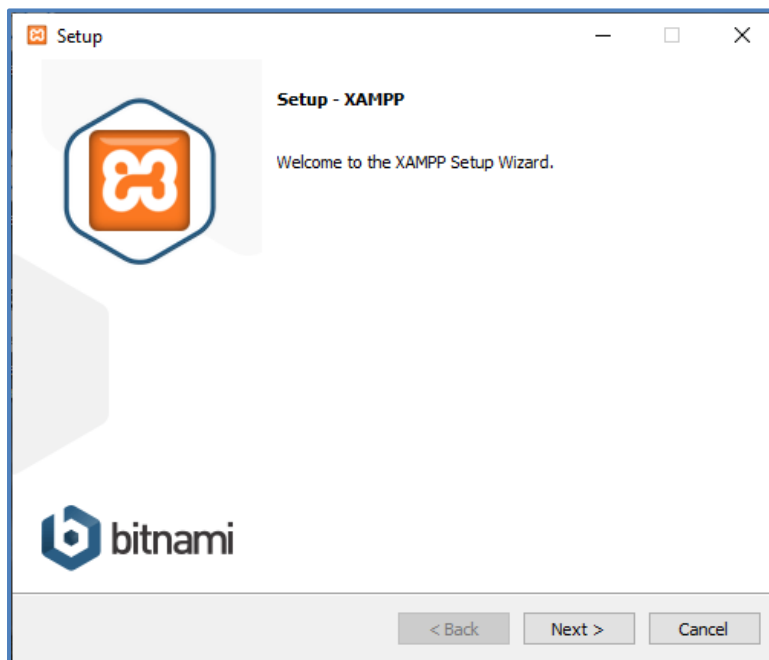 Setup
Setup - XAMPP
Welcome to the XAMPP Setup Wizard.
bitnami
< Back
Next >
Cancel